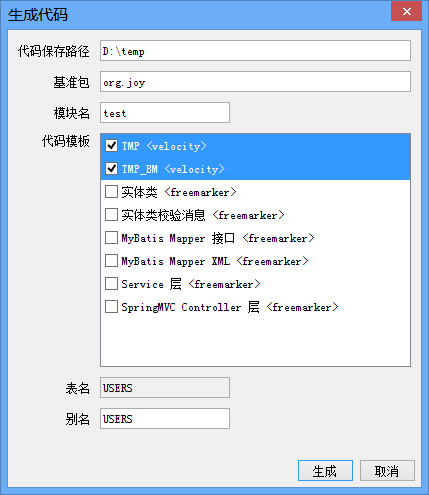 生成代码
代码保存路径 D:\temp
基准包 org.joy
模块名 test
代码模板
TMP <velocity>
TMP_BM <velocity>
实体类 <freemarker>
实体类校验消息 <freemarker>
MyBatis Mapper 接口 <freemarker>
MyBatis Mapper XML <freemarker>
Service 层 <freemarker>
SpringMVC Controller 层 <freemarker>
表名 USERS
别名 USERS
生成 取消